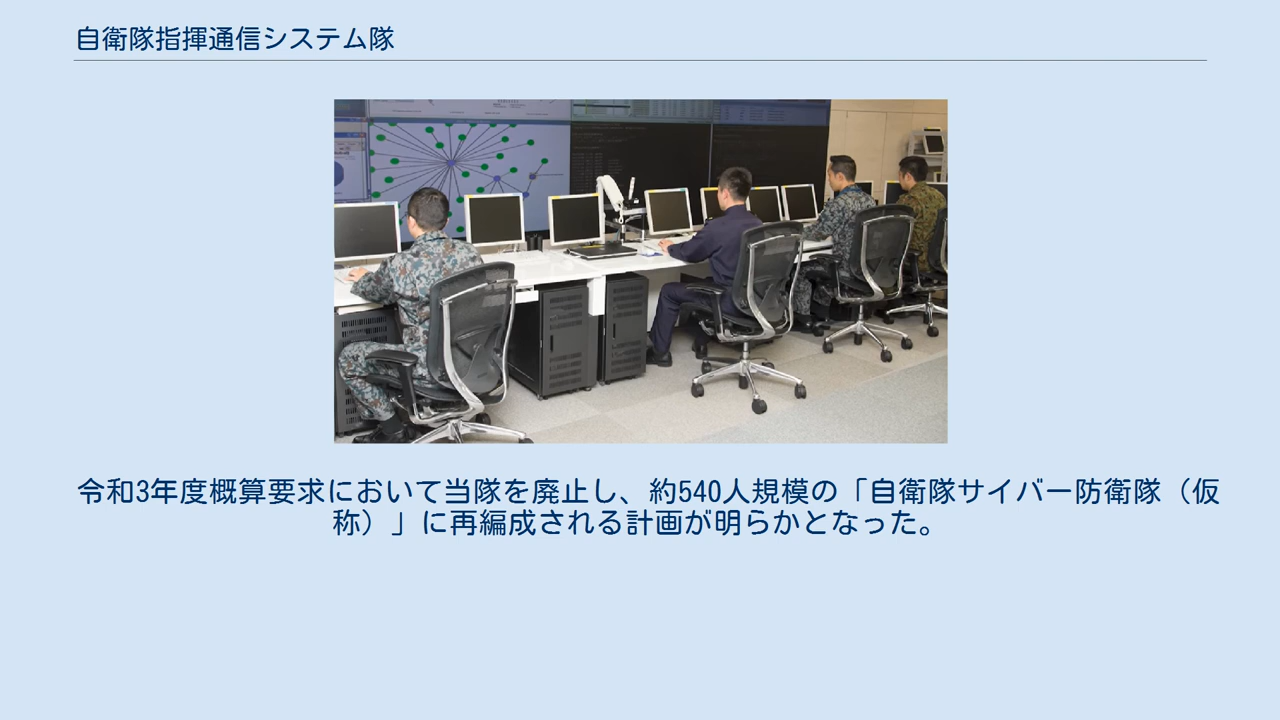 自衛隊指揮通信システム隊
令和3年度概算要求において当隊を廃止し、約540人規模の「自衛隊サイバー防衛隊（仮
称）」に再編成される計画が明らかとなった。